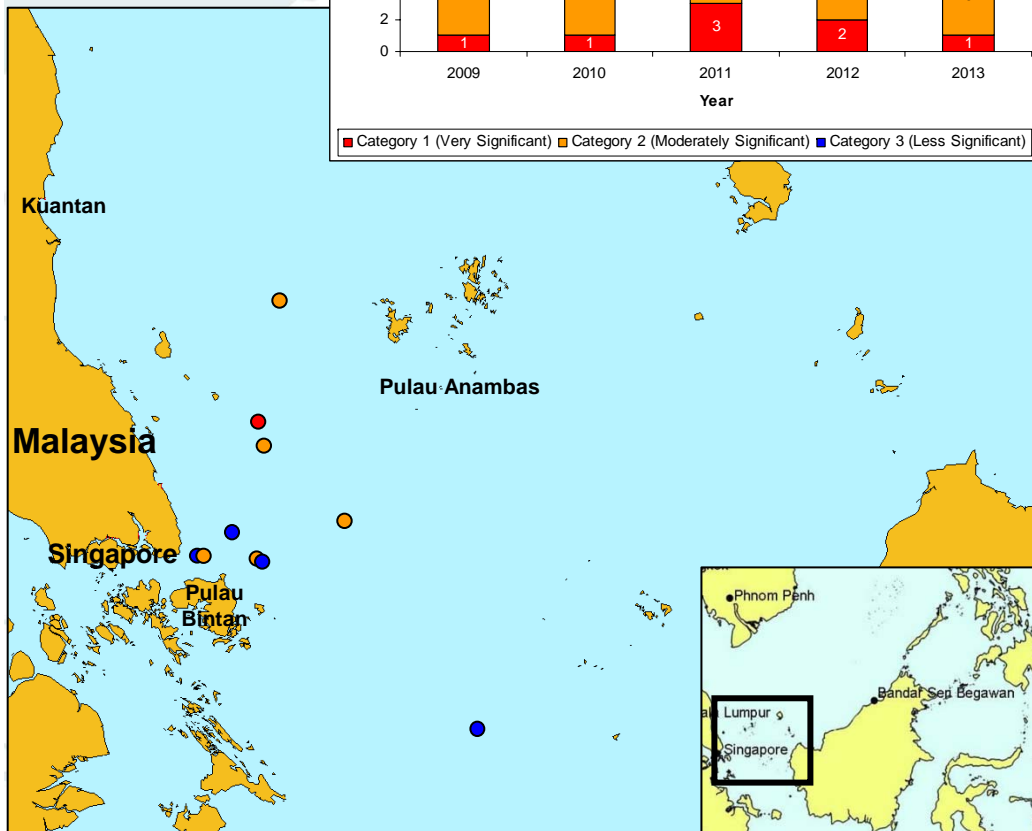 2
0
1
1
3
2
1
2009 2010 2011 2012 2013
Year
Category 1 (Very Significant) Category 2 (Moderately Significant) Category 3 (Less Significant)
Kuantan
Pulau Anambas
Malaysia
Singapore
Pulau
Bintan
Phnom Penh
Bandar Seri Begawan
Lumpur
Singapore